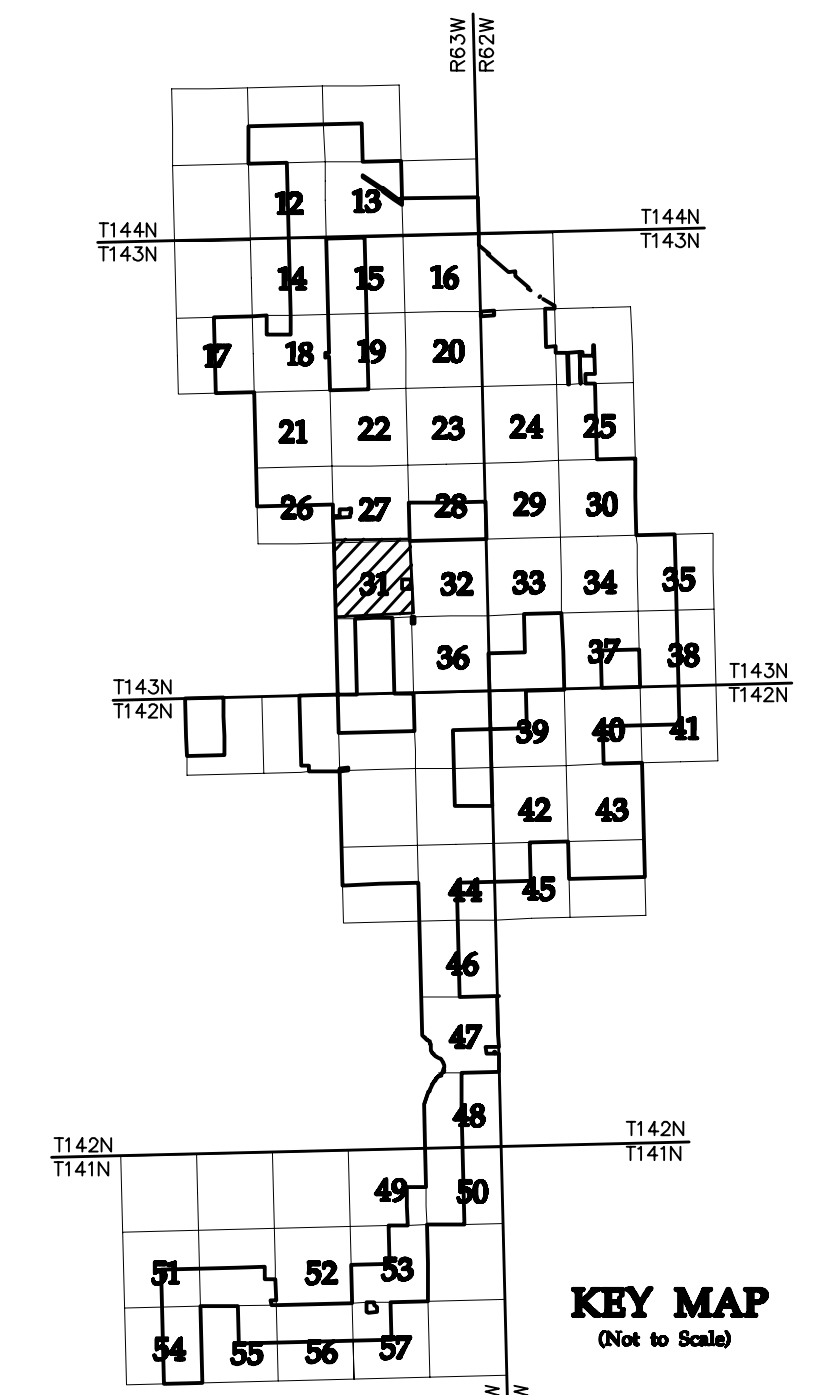 R63W
R62W
12 13
T144N T144N
T143N T143N
14 15 16
17 18 19 20
21 22 23 24 25
26 27 28 29 30
31 32 33 34 35
36 37 38
T143N T143N
T142N T142N
39 40 41
42 43
44 45
46
47
48
T142N T142N
T141N T141N
49 50
51 52 53
54 55 56 57
KEY MAP
(Not to Scale)
W W